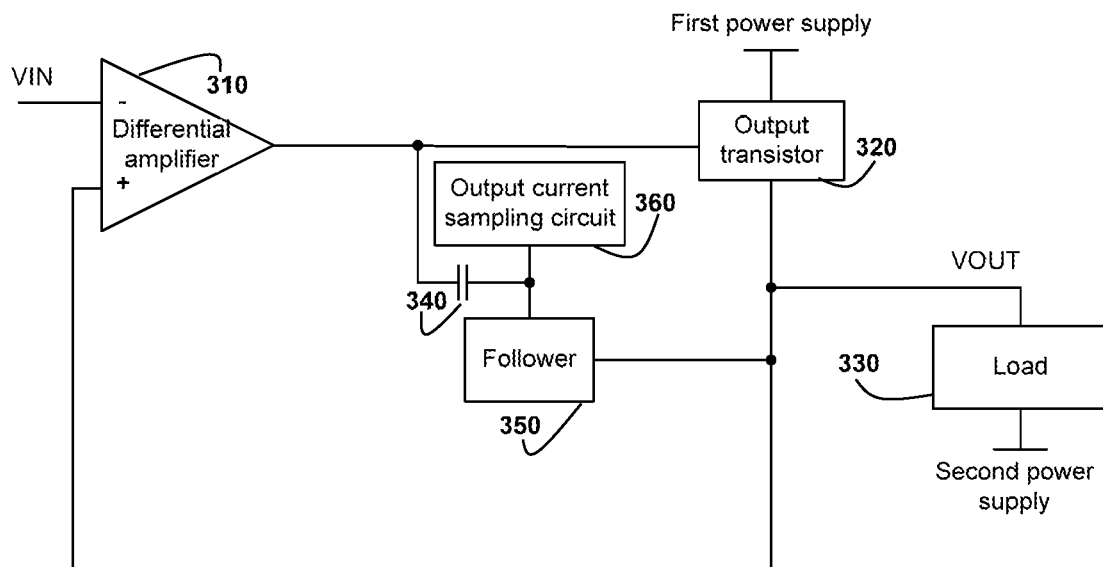 First power supply
VIN
310
-
Differential
amplifier
+
Output
transistor
320
Output current
sampling circuit
360
VOUT
340
Follower
350
330
Load
Second power
supply